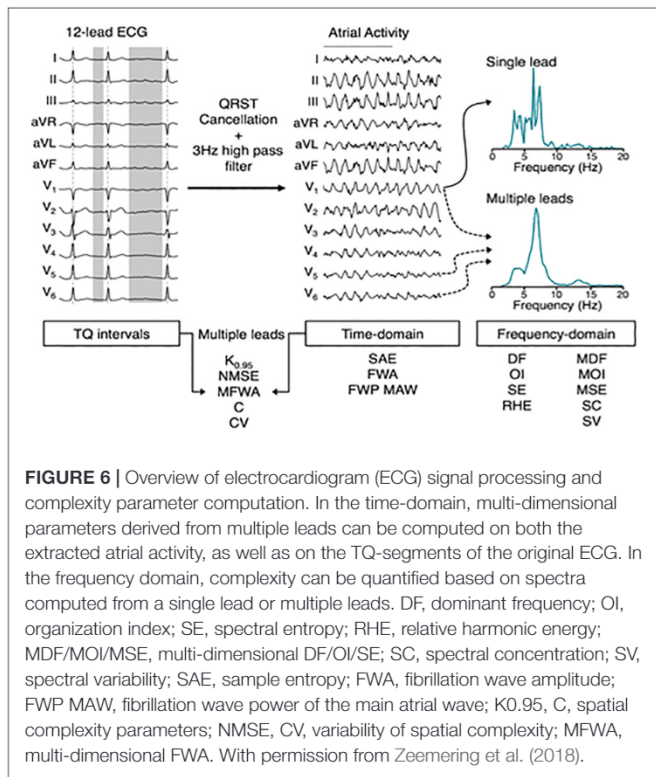 12-lead ECG
Atrial Activity
I
II
III
aVR
aVL
aVF
V1
V2
V3
V4
V5
V6
QRST
Cancellation
+
3Hz high pass
filter
I
II
III
aVR
aVL
aVF
V1
V2
V3
V4
V5
V6
Single lead
0 5 10 15 20
Frequency (Hz)
Multiple leads
0 5 10 15 20
Frequency (Hz)
TQ intervals
Multiple leads
K0.95
NMSE
MFWA
C
CV
Time-domain
SAE
FWA
FWP MAW
Frequency-domain
DF MDF
OI MOI
SE MSE
RHE SC
SV
FIGURE 6 | Overview of electrocardiogram (ECG) signal processing and
complexity parameter computation. In the time-domain, multi-dimensional
parameters derived from multiple leads can be computed on both the
extracted atrial activity, as well as on the TQ-segments of the original ECG. In
the frequency domain, complexity can be quantified based on spectra
computed from a single lead or multiple leads. DF, dominant frequency; OI,
organization index; SE, spectral entropy; RHE, relative harmonic energy;
MDF/MOI/MSE, multi-dimensional DF/OI/SE; SC, spectral concentration; SV,
spectral variability; SAE, sample entropy; FWA, fibrillation wave amplitude;
FWP MAW, fibrillation wave power of the main atrial wave; K0.95, C, spatial
complexity parameters; NMSE, CV, variability of spatial complexity; MFWA,
multi-dimensional FWA. With permission from Zeemering et al. (2018).